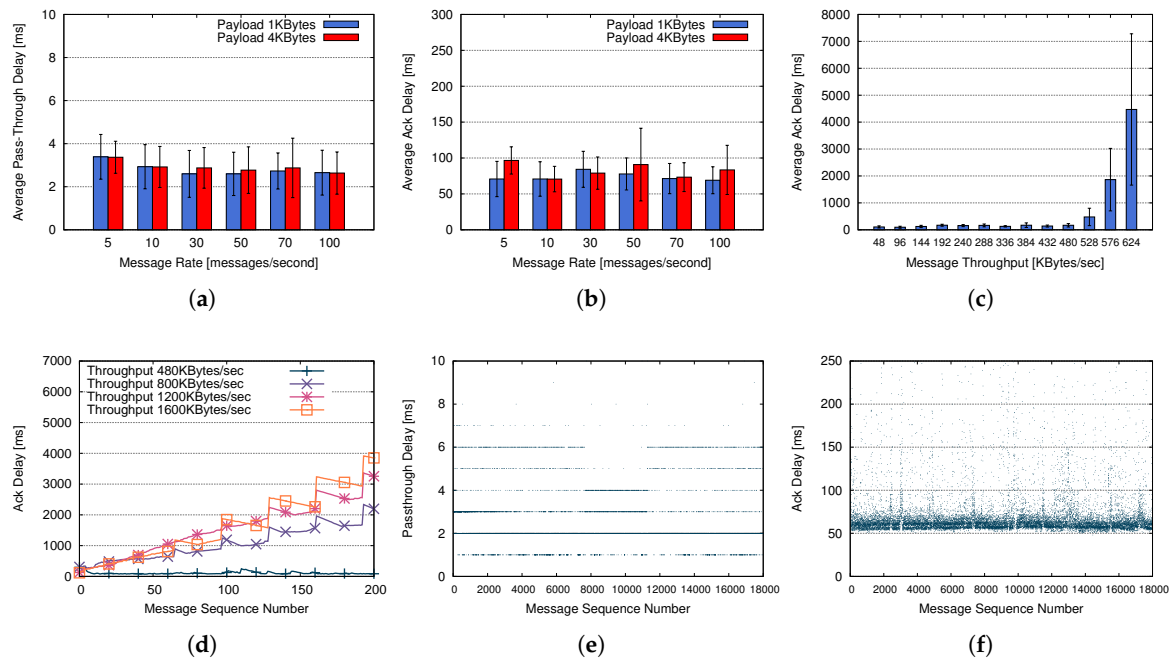 10
8
6
4
2
0
Average Pass-Through Delay [ms]
Payload 1KBytes
Payload 4KBytes
5 10 30 50 70 100
Message Rate [messages/second]
(a)
300
250
200
150
100
50
0
Average Ack Delay [ms]
Payload 1KBytes
Payload 4KBytes
5 10 30 50 70 100
Message Rate [messages/second]
(b)
8000
7000
6000
5000
4000
3000
2000
1000
0
Average Ack Delay [ms]
48 96 144 192 240 288 336 384 432 480 528 576 624
Message Throughput [KBytes/sec]
(c)
7000
6000
5000
4000
3000
2000
1000
0
Ack Delay [ms]
Throughput 480KBytes/sec
Throughput 800KBytes/sec
Throughput 1200KBytes/sec
Throughput 1600KBytes/sec
0 50 100 150 200
Message Sequence Number
(d)
10
8
6
4
2
0
Passthrough Delay [ms]
0 2000 4000 6000 8000 10000 12000 14000 16000 18000
Message Sequence Number
(e)
250
200
150
100
50
0
Ack Delay [ms]
0 2000 4000 6000 8000 10000 12000 14000 16000 18000
Message Sequence Number
(f)